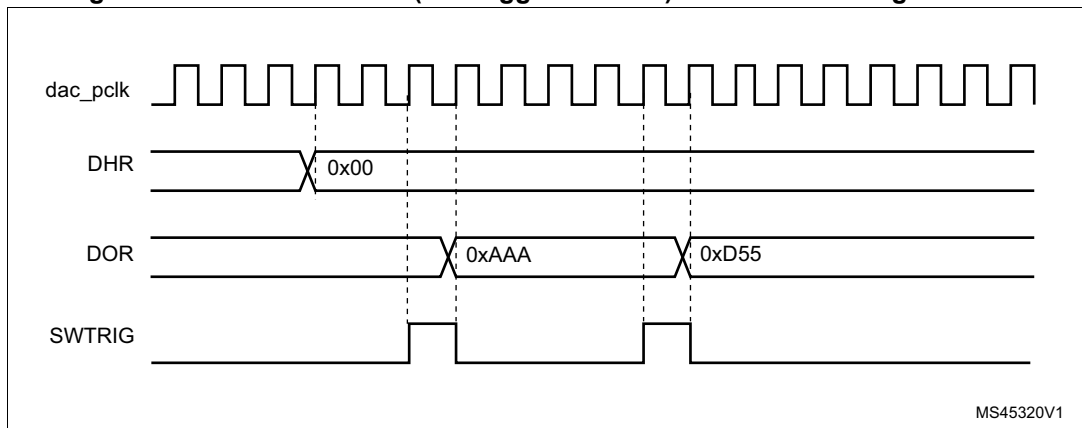 dac_pclk
DHR
0x00
DOR
0xAAA
0xD55
SWTRIG
MS45320V1